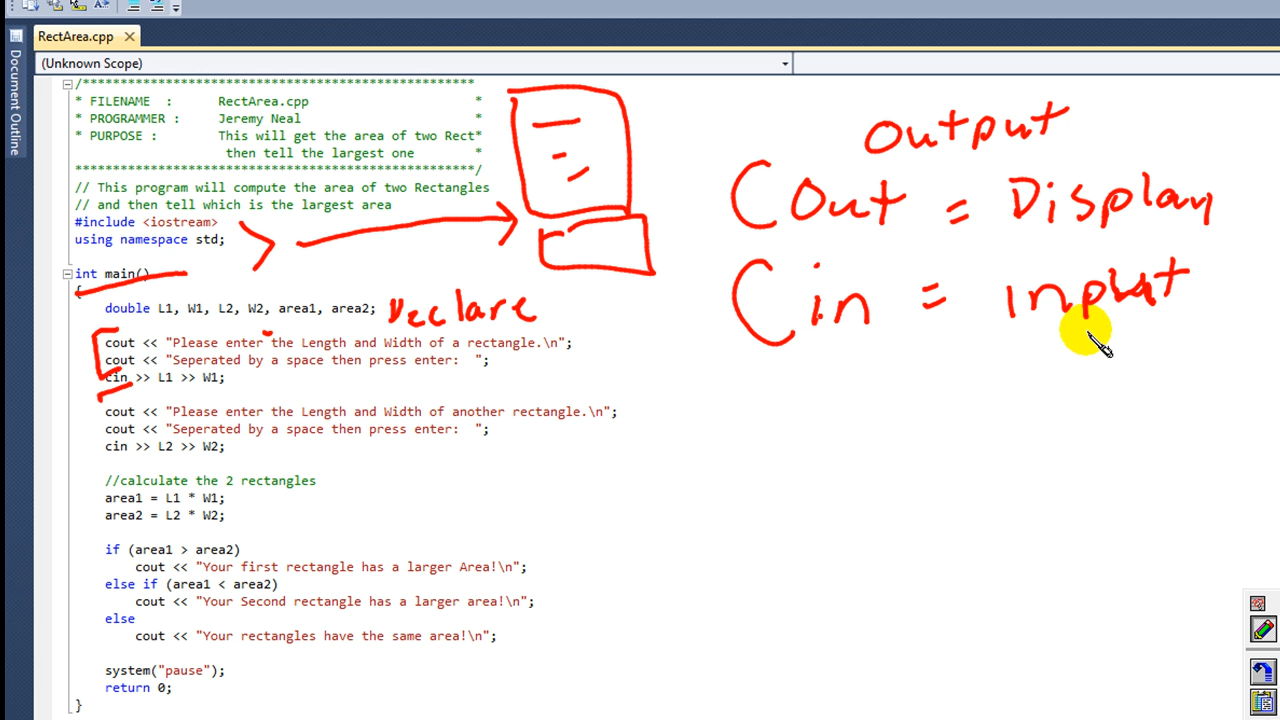 RectArea.cpp
Document Outline
(Unknown Scope)
/****************************************************
* FILENAME : RectArea.cpp *
* PROGRAMMER : Jeremy Neal *
* PURPOSE : This will get the area of two Rect*
* then tell the largest one *
*****************************************************/
// This program will compute the area of two Rectangles
// and then tell which is the largest area
#include <iostream>
using namespace std;
int main()
{
double L1, W1, L2, W2, area1, area2; Declare
cout << "Please enter the Length and Width of a rectangle.\n";
cout << "Seperated by a space then press enter:  ";
cin >> L1 >> W1;
cout << "Please enter the Length and Width of another rectangle.\n";
cout << "Seperated by a space then press enter:  ";
cin >> L2 >> W2;
//calculate the 2 rectangles
area1 = L1 * W1;
area2 = L2 * W2;
if (area1 > area2)
cout << "Your first rectangle has a larger Area!\n";
else if (area1 < area2)
cout << "Your Second rectangle has a larger area!\n";
else
cout << "Your rectangles have the same area!\n";
system("pause");
return 0;
}
Output
Cout = Display
Cin = input